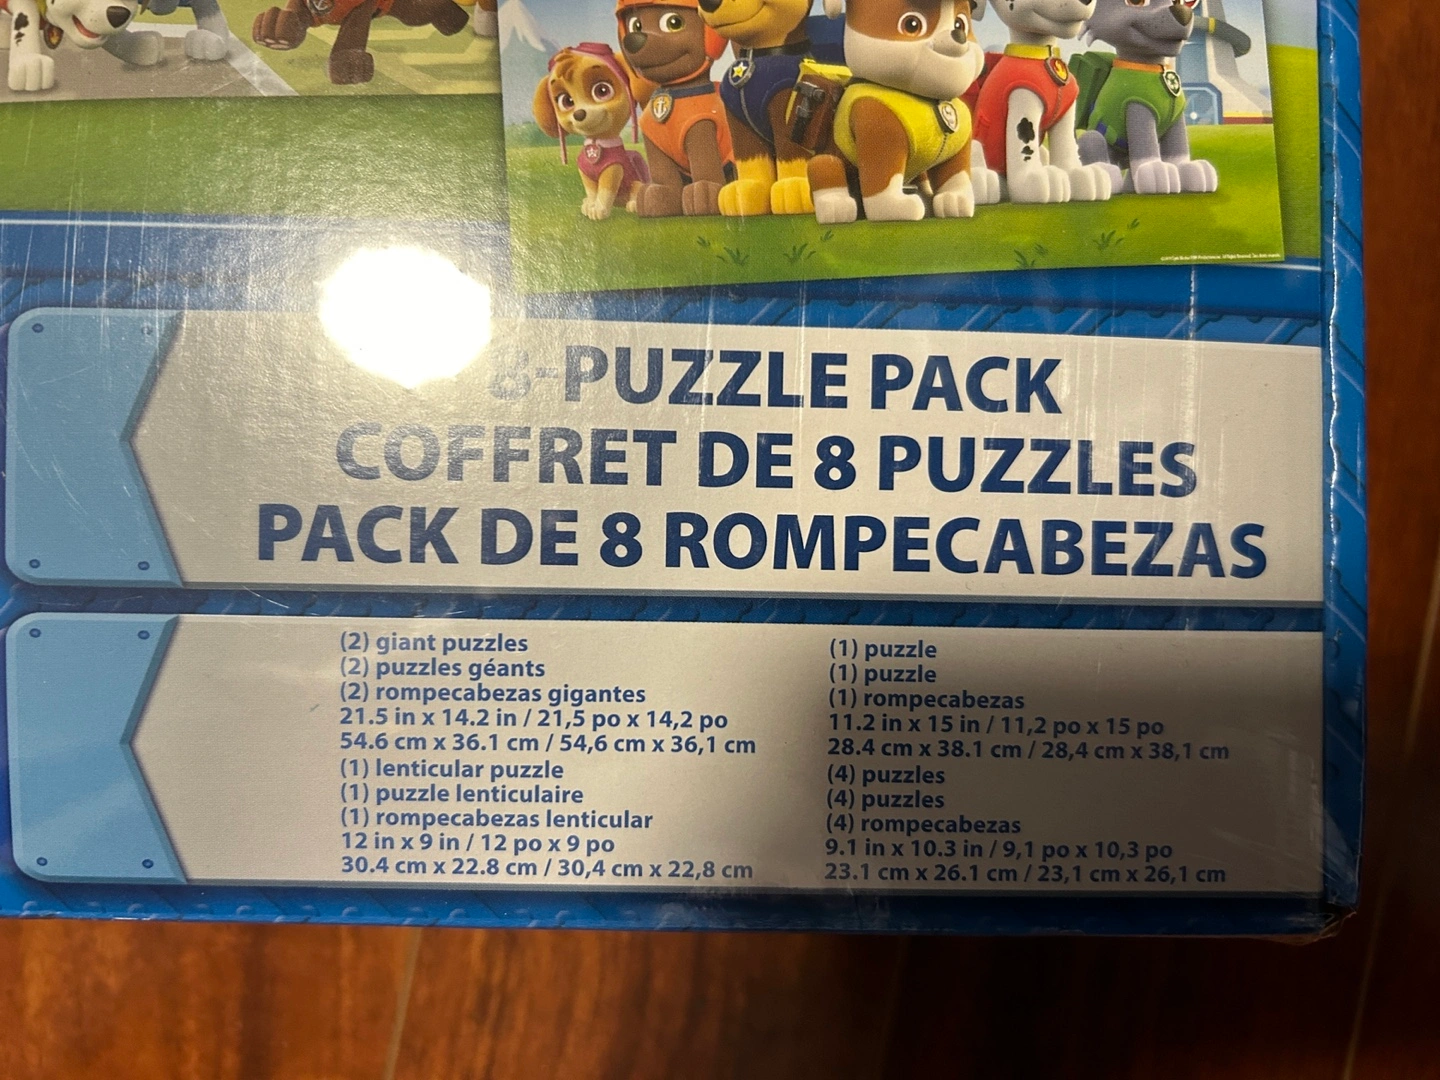 8-PUZZLE PACK
COFFRET DE 8 PUZZLES
PACK DE 8 ROMPECABEZAS
(2) giant puzzles
(2) puzzles géants
(2) rompecabezas gigantes
21.5 in x 14.2 in / 21,5 po x 14,2 po
54.6 cm x 36.1 cm / 54,6 cm x 36,1 cm
(1) lenticular puzzle
(1) puzzle lenticulaire
(1) rompecabezas lenticular
12 in x 9 in / 12 po x 9 po
30.4 cm x 22.8 cm / 30,4 cm x 22,8 cm
(1) puzzle
(1) puzzle
(1) rompecabezas
11.2 in x 15 in / 11,2 po x 15 po
28.4 cm x 38.1 cm / 28,4 cm x 38,1 cm
(4) puzzles
(4) puzzles
(4) rompecabezas
9.1 in x 10.3 in / 9,1 po x 10,3 po
23.1 cm x 26.1 cm / 23,1 cm x 26,1 cm